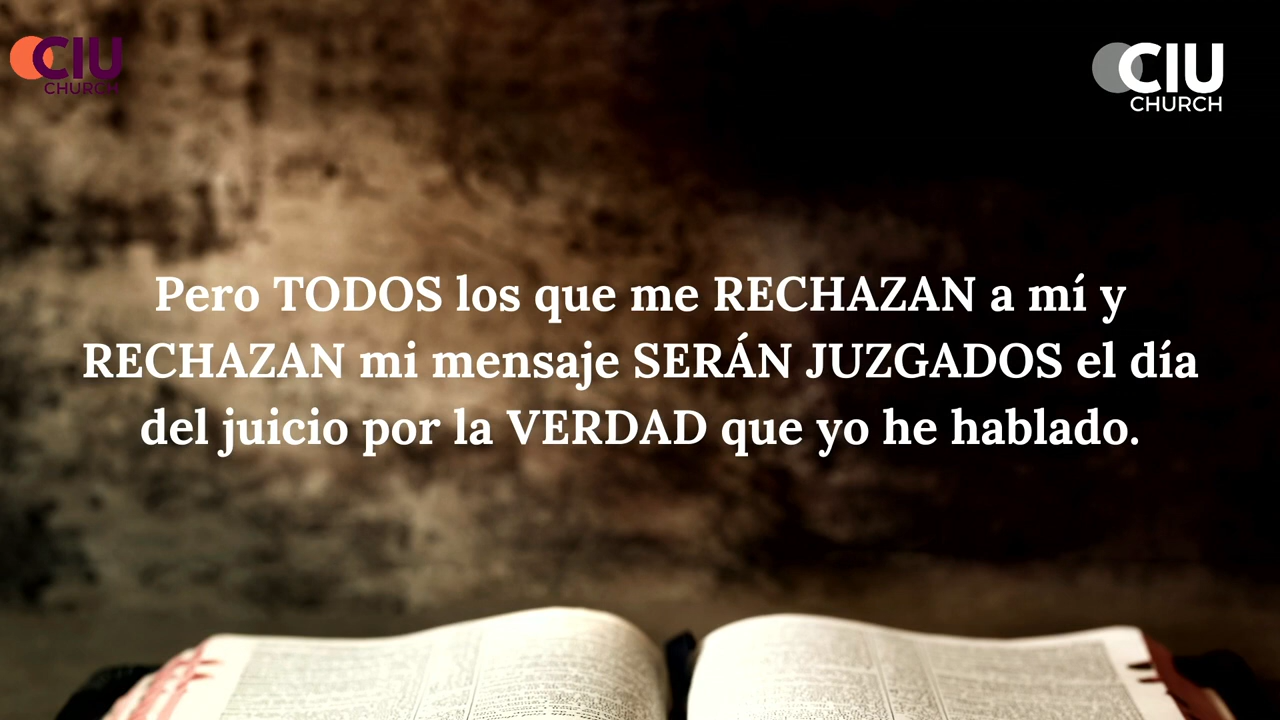 CIU
CHURCH
CIU
CHURCH
Pero TODOS los que me RECHAZAN a mí y
RECHAZAN mi mensaje SERÁN JUZGADOS el día
del juicio por la VERDAD que yo he hablado.